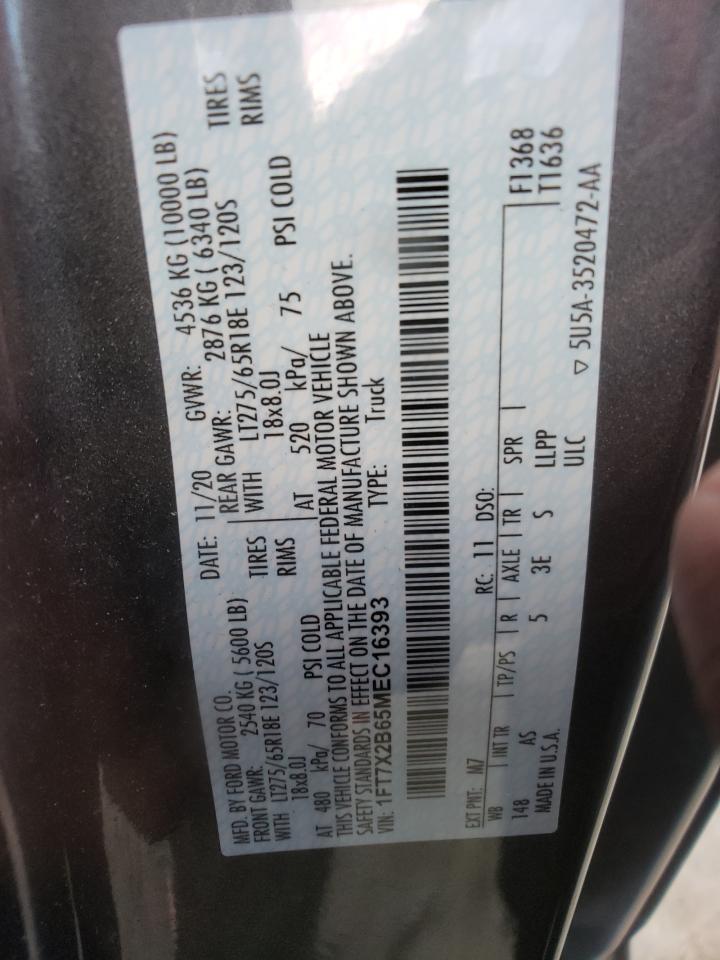 MFD. BY FORD MOTOR CO.
DATE: 11/20 GVWR: 4536 KG (10000 LB)
FRONT GAWR: 2540 KG ( 5600 LB) REAR GAWR: 2876 KG ( 6340 LB)
WITH LT275/65R18E 123/120S TIRES WITH LT275/65R18E 123/120S TIRES
18x8.0J RIMS 18x8.0J RIMS
AT 480 kPa/ 70 PSI COLD AT 520 kPa/ 75 PSI COLD
THIS VEHICLE CONFORMS TO ALL APPLICABLE FEDERAL MOTOR VEHICLE
SAFETY STANDARDS IN EFFECT ON THE DATE OF MANUFACTURE SHOWN ABOVE.
VIN: 1FT7X2B65MEC16393 TYPE: Truck
EXT PNT: M7 RC: 11 DSO:
WB INT TR TP/PS R AXLE TR SPR F1368
148 AS 5 3E S LLPP T1636
ULC
MADE IN U.S.A. ▽ 5U5A-3520472-AA